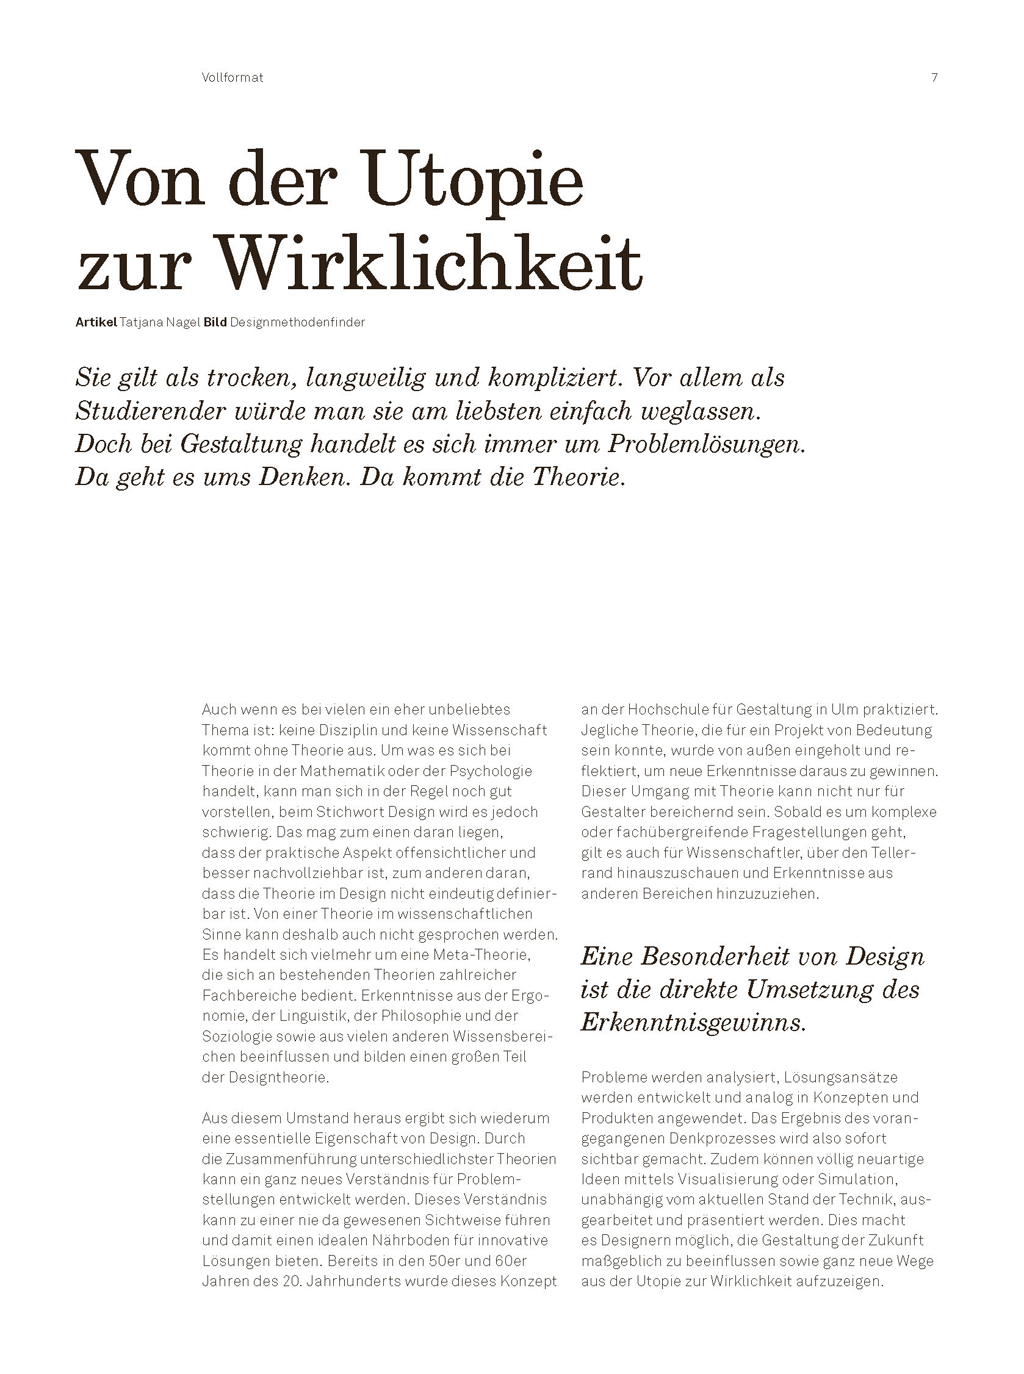 Vollformat
7
Von der Utopie
zur Wirklichkeit
Artikel Tatjana Nagel Bild Designmethodenfinder
Sie gilt als trocken, langweilig und kompliziert. Vor allem als
Studierender würde man sie am liebsten einfach weglassen.
Doch bei Gestaltung handelt es sich immer um Problemlösungen.
Da geht es ums Denken. Da kommt die Theorie.
Auch wenn es bei vielen ein eher unbeliebtes
Thema ist: keine Disziplin und keine Wissenschaft
kommt ohne Theorie aus. Um was es sich bei
Theorie in der Mathematik oder der Psychologie
handelt, kann man sich in der Regel noch gut
vorstellen, beim Stichwort Design wird es jedoch
schwierig. Das mag zum einen daran liegen,
dass der praktische Aspekt offensichtlicher und
besser nachvollziehbar ist, zum anderen daran,
dass die Theorie im Design nicht eindeutig definier-
bar ist. Von einer Theorie im wissenschaftlichen
Sinne kann deshalb auch nicht gesprochen werden.
Es handelt sich vielmehr um eine Meta-Theorie,
die sich an bestehenden Theorien zahlreicher
Fachbereiche bedient. Erkenntnisse aus der Ergo-
nomie, der Linguistik, der Philosophie und der
Soziologie sowie aus vielen anderen Wissensberei-
chen beeinflussen und bilden einen großen Teil
der Designtheorie.
Aus diesem Umstand heraus ergibt sich wiederum
eine essentielle Eigenschaft von Design. Durch
die Zusammenführung unterschiedlichster Theorien
kann ein ganz neues Verständnis für Problem-
stellungen entwickelt werden. Dieses Verständnis
kann zu einer nie da gewesenen Sichtweise führen
und damit einen idealen Nährboden für innovative
Lösungen bieten. Bereits in den 50er und 60er
Jahren des 20. Jahrhunderts wurde dieses Konzept
an der Hochschule für Gestaltung in Ulm praktiziert.
Jegliche Theorie, die für ein Projekt von Bedeutung
sein konnte, wurde von außen eingeholt und re-
flektiert, um neue Erkenntnisse daraus zu gewinnen.
Dieser Umgang mit Theorie kann nicht nur für
Gestalter bereichernd sein. Sobald es um komplexe
oder fachübergreifende Fragestellungen geht,
gilt es auch für Wissenschaftler, über den Teller-
rand hinauszuschauen und Erkenntnisse aus
anderen Bereichen hinzuzuziehen.
Eine Besonderheit von Design
ist die direkte Umsetzung des
Erkenntnisgewinns.
Probleme werden analysiert, Lösungsansätze
werden entwickelt und analog in Konzepten und
Produkten angewendet. Das Ergebnis des voran-
gegangenen Denkprozesses wird also sofort
sichtbar gemacht. Zudem können völlig neuartige
Ideen mittels Visualisierung oder Simulation,
unabhängig vom aktuellen Stand der Technik, aus-
gearbeitet und präsentiert werden. Dies macht
es Designern möglich, die Gestaltung der Zukunft
maßgeblich zu beeinflussen sowie ganz neue Wege
aus der Utopie zur Wirklichkeit aufzuzeigen.